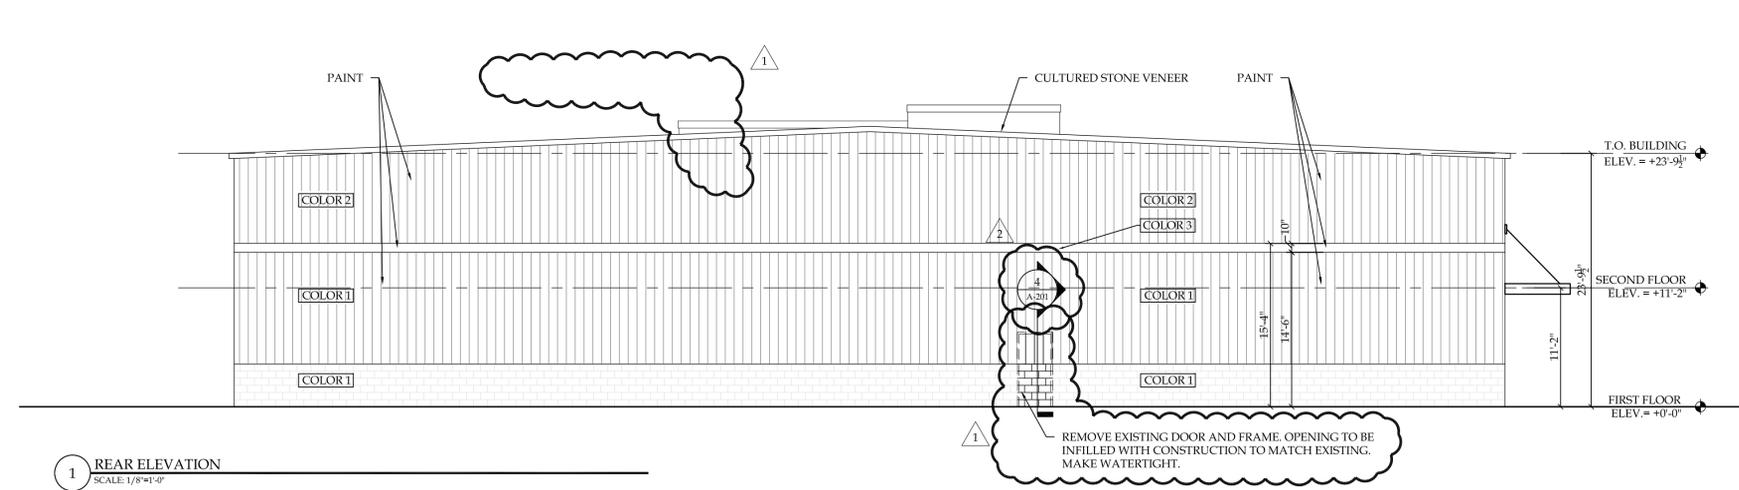 1
PAINT
CULTURED STONE VENEER
PAINT
T.O. BUILDING
ELEV. = +23'-9½"
COLOR 2
COLOR 2
COLOR 3
2
10"
SECOND FLOOR
ELEV. = +11'-2"
23'-9½"
4
A-201
COLOR 1
COLOR 1
15'-4"
14'-6"
11'-2"
COLOR 1
COLOR 1
FIRST FLOOR
ELEV.= +0'-0"
1
REMOVE EXISTING DOOR AND FRAME. OPENING TO BE
INFILLED WITH CONSTRUCTION TO MATCH EXISTING.
MAKE WATERTIGHT.
1
REAR ELEVATION
SCALE: 1/8"=1'-0"